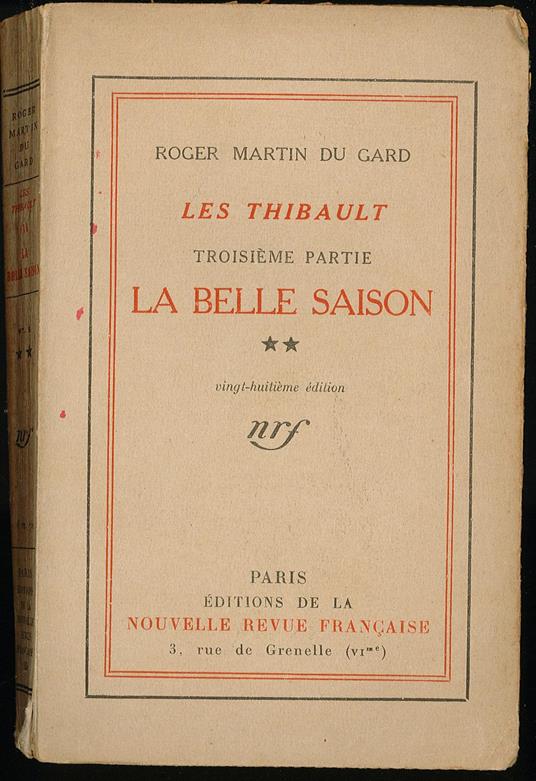 ROGER MARTIN DU GARD
LES THIBAULT
TROISIÈME PARTIE
LA BELLE SAISON
★★
vingt-huitième édition
nrf
PARIS
ÉDITIONS DE LA
NOUVELLE REVUE FRANÇAISE
3, rue de Grenelle (VIᵐᵉ)
ROGER
MARTIN
DU
GARD
LES
THIBAULT
LA
BELLE SAISON
★★
nrf
PARIS